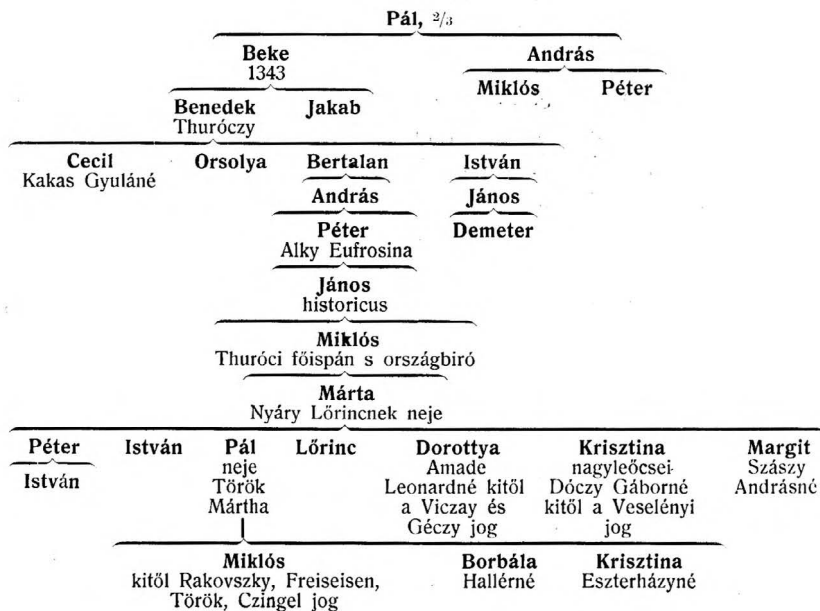 Pál, 2/3
Beke András
1343
Miklós Péter
Benedek Jakab
Thuróczy
Cecil Orsolya Bertalan István
Kakas Gyuláné
András János
Péter Demeter
Alky Eufrosina
János
historicus
Miklós
Thuróci főispán s országbiró
Márta
Nyáry Lőrincnek neje
Péter István Pál Lőrinc Dorottya Krisztina Margit
neje Amade nagyleőcsei Szászy
István Török Leonardné kitől Dóczy Gáborné Andrásné
Mártha a Viczay és kitől a Veselényi
Géczy jog jog
Miklós Borbála Krisztina
kitől Rakovszky, Freiseisen, Hallérné Eszterházyné
Török, Czingel jog